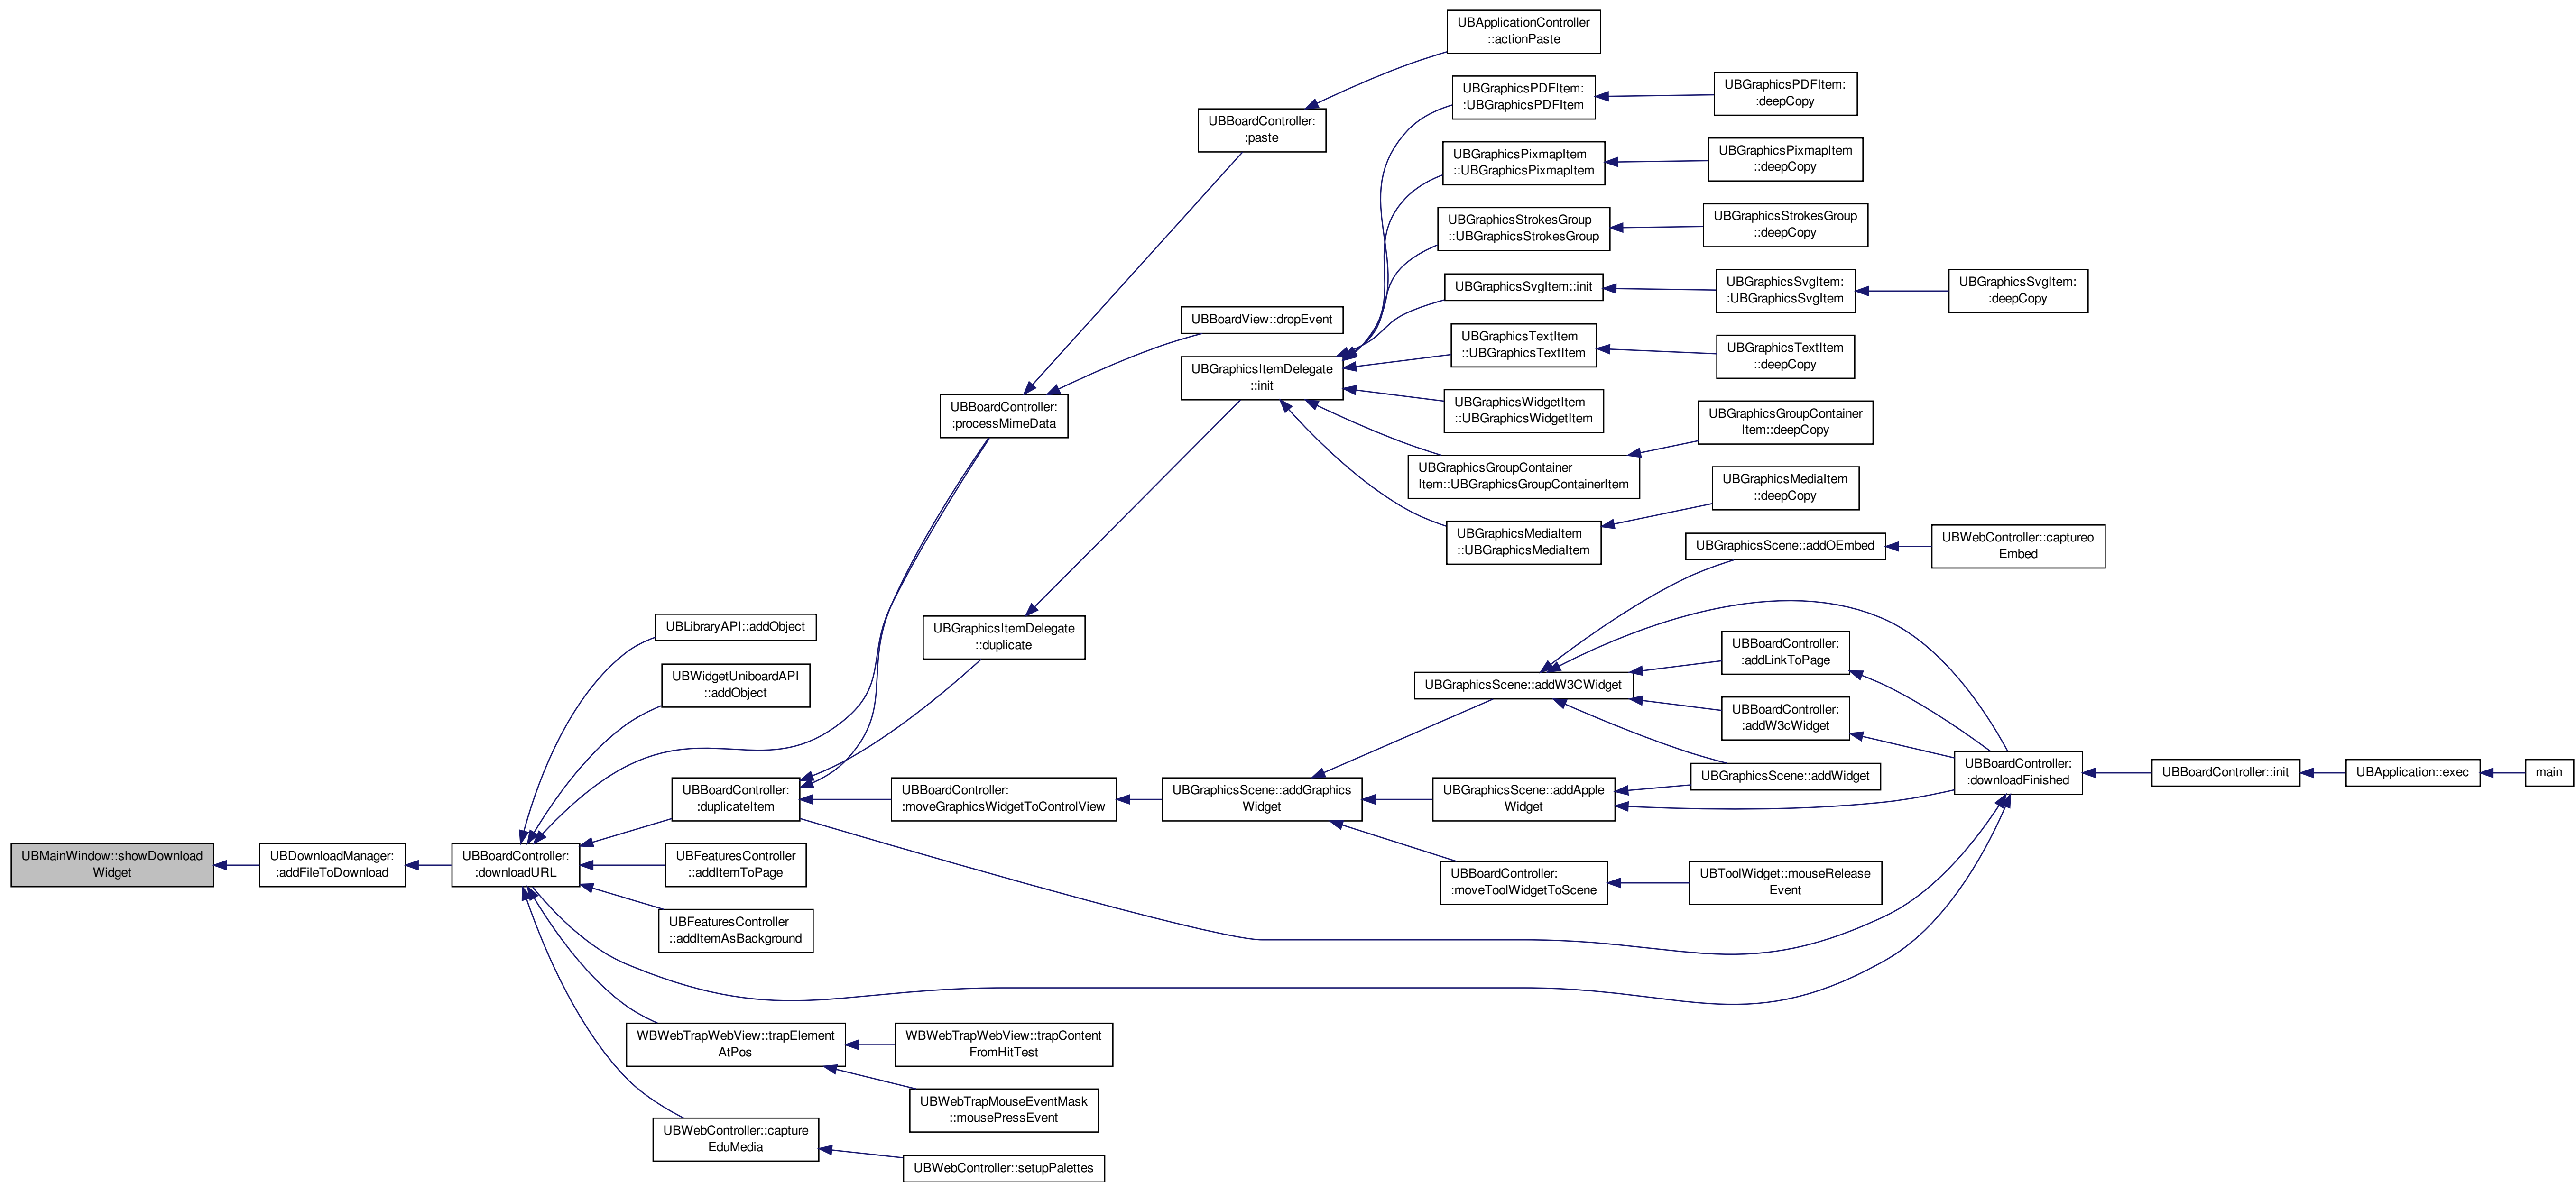 UBApplicationController
::actionPaste
UBGraphicsPDFItem:
:UBGraphicsPDFItem
UBGraphicsPDFItem:
:deepCopy
UBBoardController:
:paste
UBGraphicsPixmapItem
::UBGraphicsPixmapItem
UBGraphicsPixmapItem
::deepCopy
UBGraphicsStrokesGroup
::UBGraphicsStrokesGroup
UBGraphicsStrokesGroup
::deepCopy
UBGraphicsSvgItem::init
UBGraphicsSvgItem:
:UBGraphicsSvgItem
UBGraphicsSvgItem:
:deepCopy
UBBoardView::dropEvent
UBGraphicsTextItem
::UBGraphicsTextItem
UBGraphicsTextItem
::deepCopy
UBGraphicsItemDelegate
::init
UBBoardController:
:processMimeData
UBGraphicsWidgetItem
::UBGraphicsWidgetItem
UBGraphicsGroupContainer
Item::deepCopy
UBGraphicsGroupContainer
Item::UBGraphicsGroupContainerItem
UBGraphicsMediaItem
::deepCopy
UBGraphicsMediaItem
::UBGraphicsMediaItem
UBGraphicsScene::addOEmbed
UBWebController::captureo
Embed
UBLibraryAPI::addObject
UBGraphicsItemDelegate
::duplicate
UBWidgetUniboardAPI
::addObject
UBGraphicsScene::addW3CWidget
UBBoardController:
:addLinkToPage
UBBoardController:
:addW3cWidget
UBBoardController:
:downloadFinished
UBBoardController::init
UBApplication::exec
main
UBGraphicsScene::addWidget
UBBoardController:
:duplicateItem
UBBoardController:
:moveGraphicsWidgetToControlView
UBGraphicsScene::addGraphics
Widget
UBGraphicsScene::addApple
Widget
UBMainWindow::showDownload
Widget
UBDownloadManager:
:addFileToDownload
UBBoardController:
:downloadURL
UBFeaturesController
::addItemToPage
UBBoardController:
:moveToolWidgetToScene
UBToolWidget::mouseRelease
Event
UBFeaturesController
::addItemAsBackground
WBWebTrapWebView::trapElement
AtPos
WBWebTrapWebView::trapContent
FromHitTest
UBWebTrapMouseEventMask
::mousePressEvent
UBWebController::capture
EduMedia
UBWebController::setupPalettes